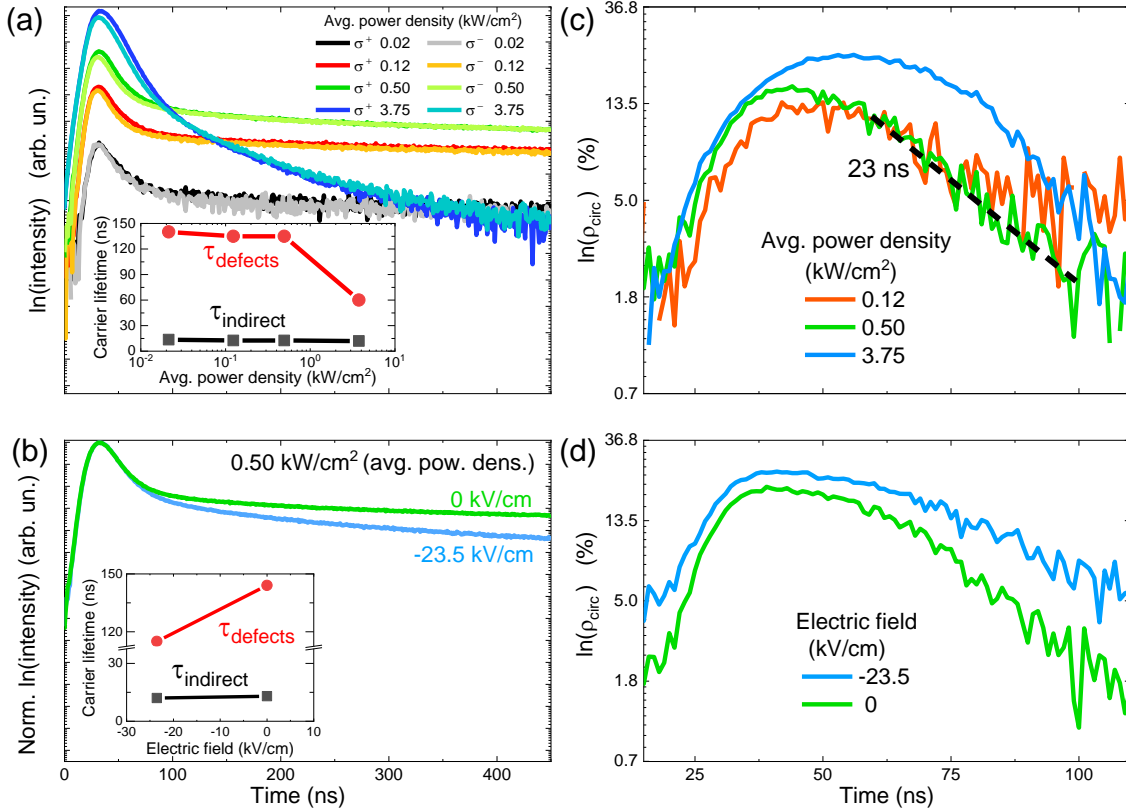 (a)
Avg. power density (kW/cm²)
σ⁺ 0.02 σ⁻ 0.02
σ⁺ 0.12 σ⁻ 0.12
σ⁺ 0.50 σ⁻ 0.50
σ⁺ 3.75 σ⁻ 3.75
ln(intensity) (arb. un.)
Carrier lifetime (ns)
150
120
90
60
30
0
τdefects
τindirect
10⁻² 10⁻¹ 10⁰ 10¹
Avg. power density (kW/cm²)
(b)
0.50 kW/cm² (avg. pow. dens.)
0 kV/cm
-23.5 kV/cm
Norm. ln(intensity) (arb. un.)
Carrier lifetime (ns)
150
120
30
0
τdefects
τindirect
-30 -20 -10 0 10
Electric field (kV/cm)
0 100 200 300 400
Time (ns)
(c)
36.8
13.5
5.0
1.8
0.7
ln(ρcirc) (%)
23 ns
Avg. power density
(kW/cm²)
0.12
0.50
3.75
(d)
36.8
13.5
5.0
1.8
0.7
ln(ρcirc) (%)
Electric field
(kV/cm)
-23.5
0
25 50 75 100
Time (ns)